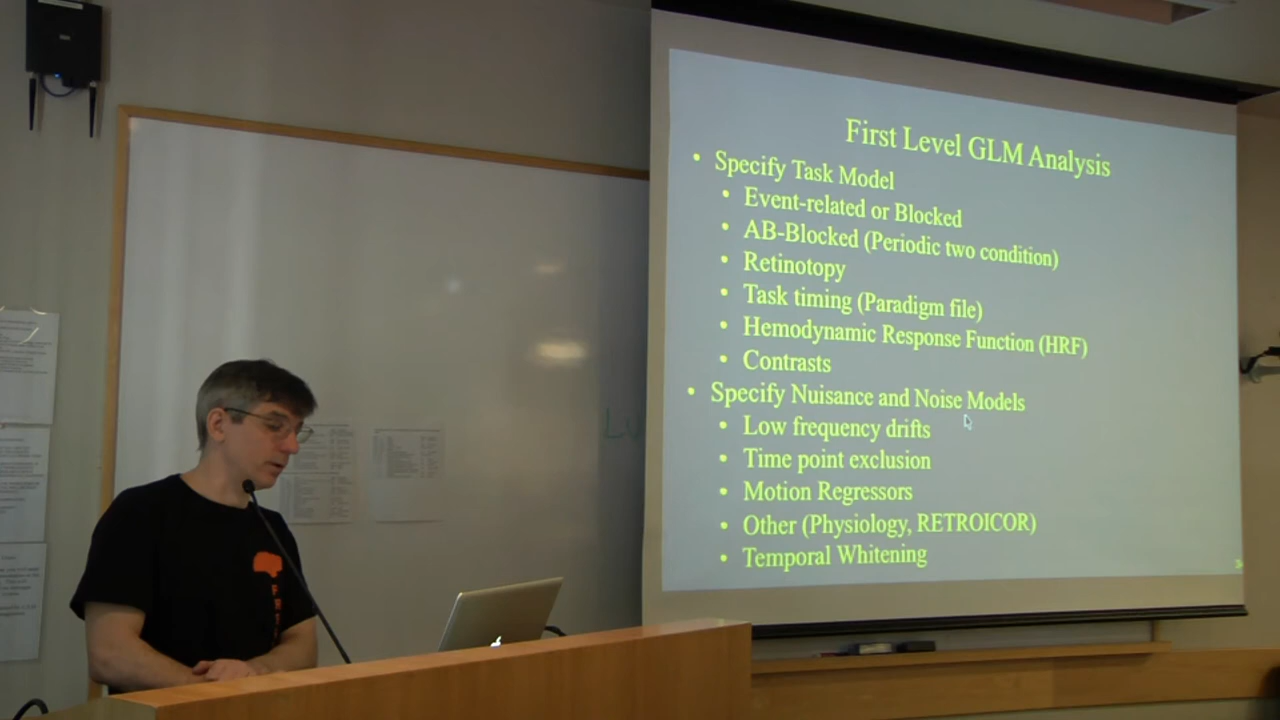 First Level GLM Analysis
• Specify Task Model
• Event-related or Blocked
• AB-Blocked (Periodic two condition)
• Retinotopy
• Task timing (Paradigm file)
• Hemodynamic Response Function (HRF)
• Contrasts
• Specify Nuisance and Noise Models
• Low frequency drifts
• Time point exclusion
• Motion Regressors
• Other (Physiology, RETROICOR)
• Temporal Whitening